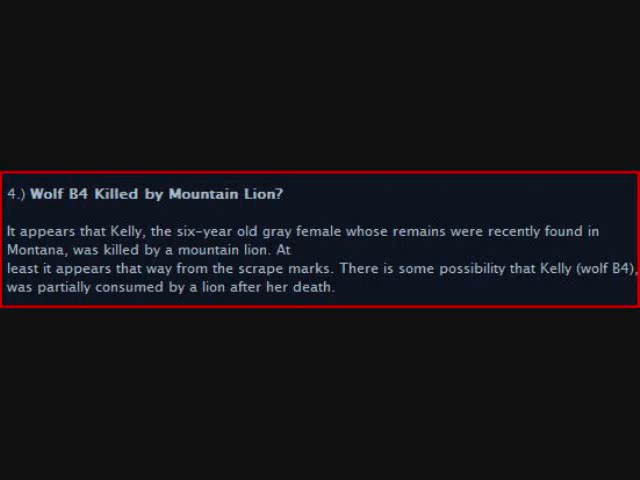 4.) Wolf B4 Killed by Mountain Lion?
It appears that Kelly, the six-year old gray female whose remains were recently found in
Montana, was killed by a mountain lion. At
least it appears that way from the scrape marks. There is some possibility that Kelly (wolf B4),
was partially consumed by a lion after her death.